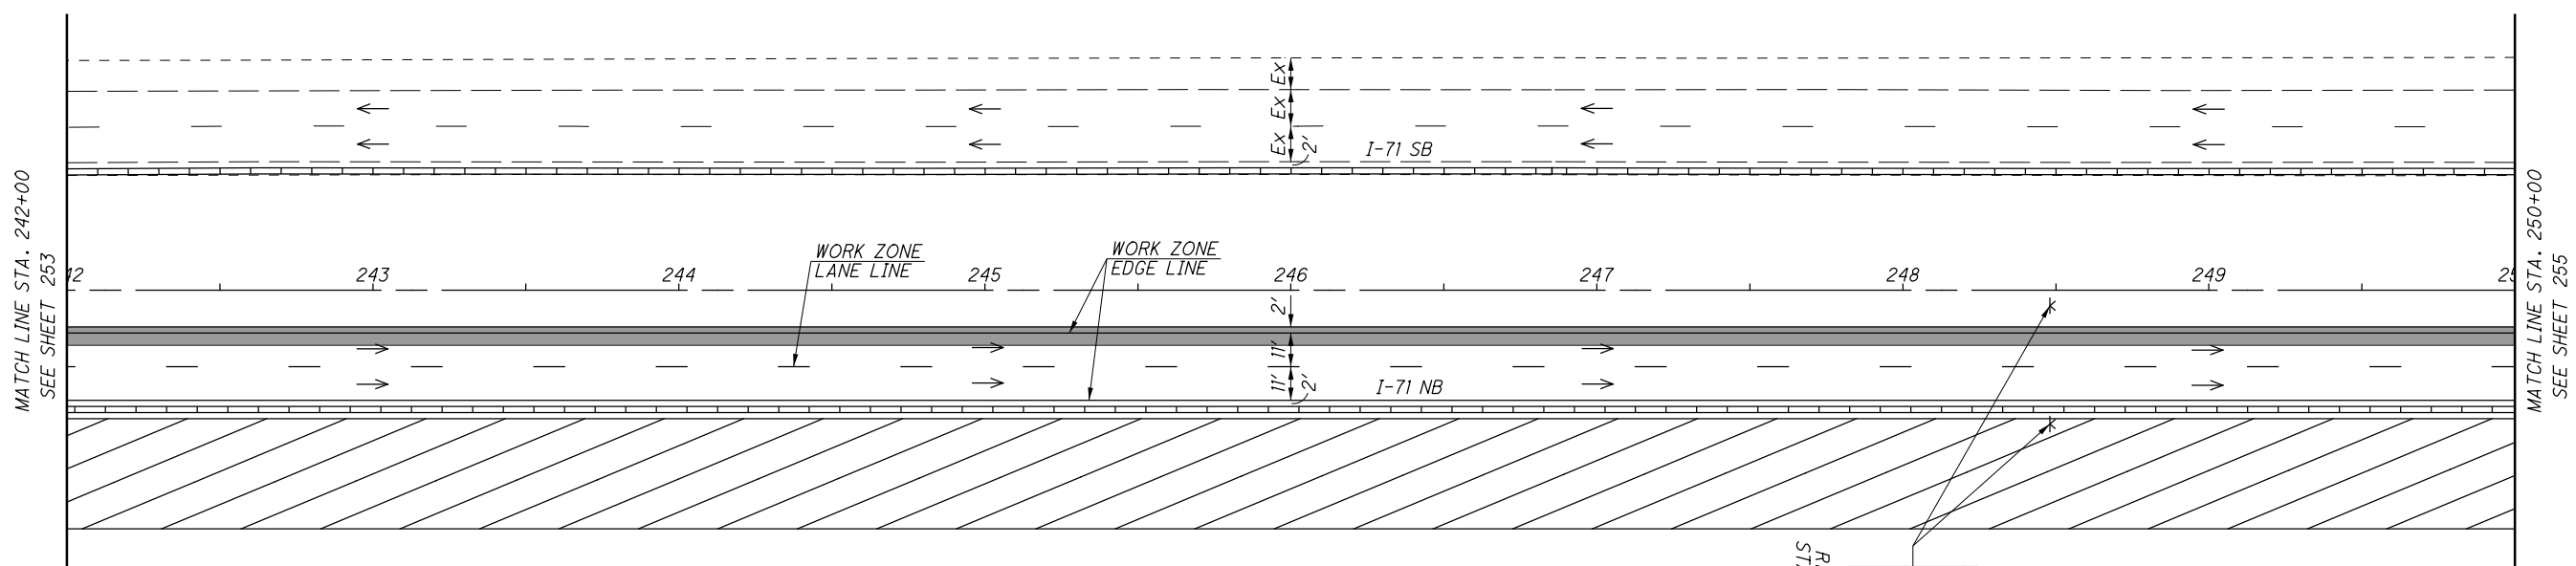 MATCH LINE STA. 242+00
SEE SHEET 253
Ex
Ex
Ex
2'
I-71 SB
WORK ZONE
LANE LINE
WORK ZONE
EDGE LINE
42 243 244 245 246 247 248 249 25
2'
11'
11'
2'
I-71 NB
MATCH LINE STA. 250+00
SEE SHEET 255